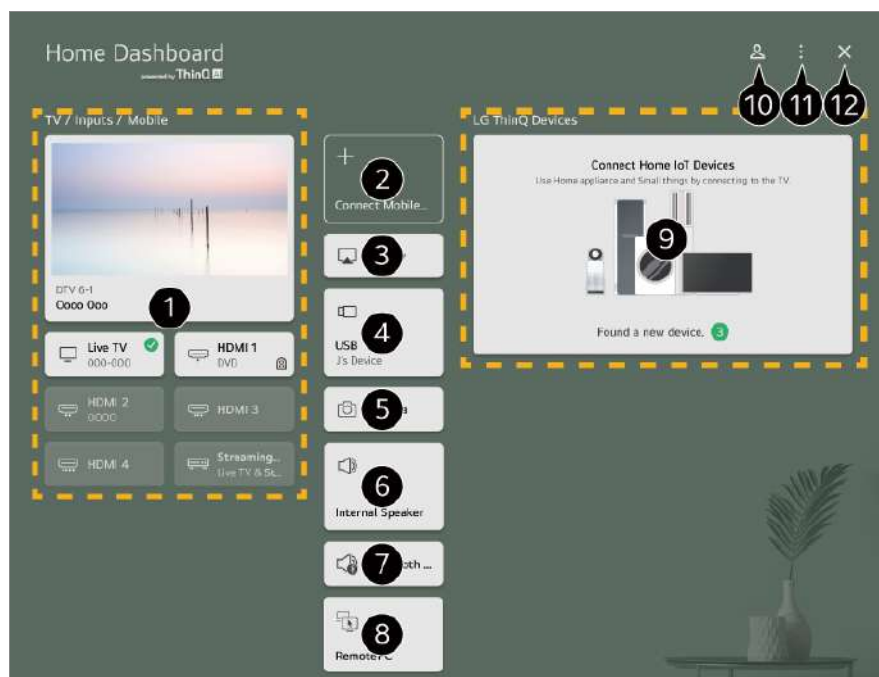 Home Dashboard
powered by ThinQ AI
10
11
12
TV / Inputs / Mobile
DTV 6-1
Ooco Ooo
1
Live TV
000-000
HDMI 1
DVD
HDMI 2
OOOO
HDMI 3
HDMI 4
Streaming...
Live TV & St...
2
Connect Mobile...
3
4
USB
J's Device
5
6
Internal Speaker
7
8
Remote PC
LG ThinQ Devices
Connect Home IoT Devices
Use Home appliance and Small things by connecting to the TV.
9
Found a new device. 3